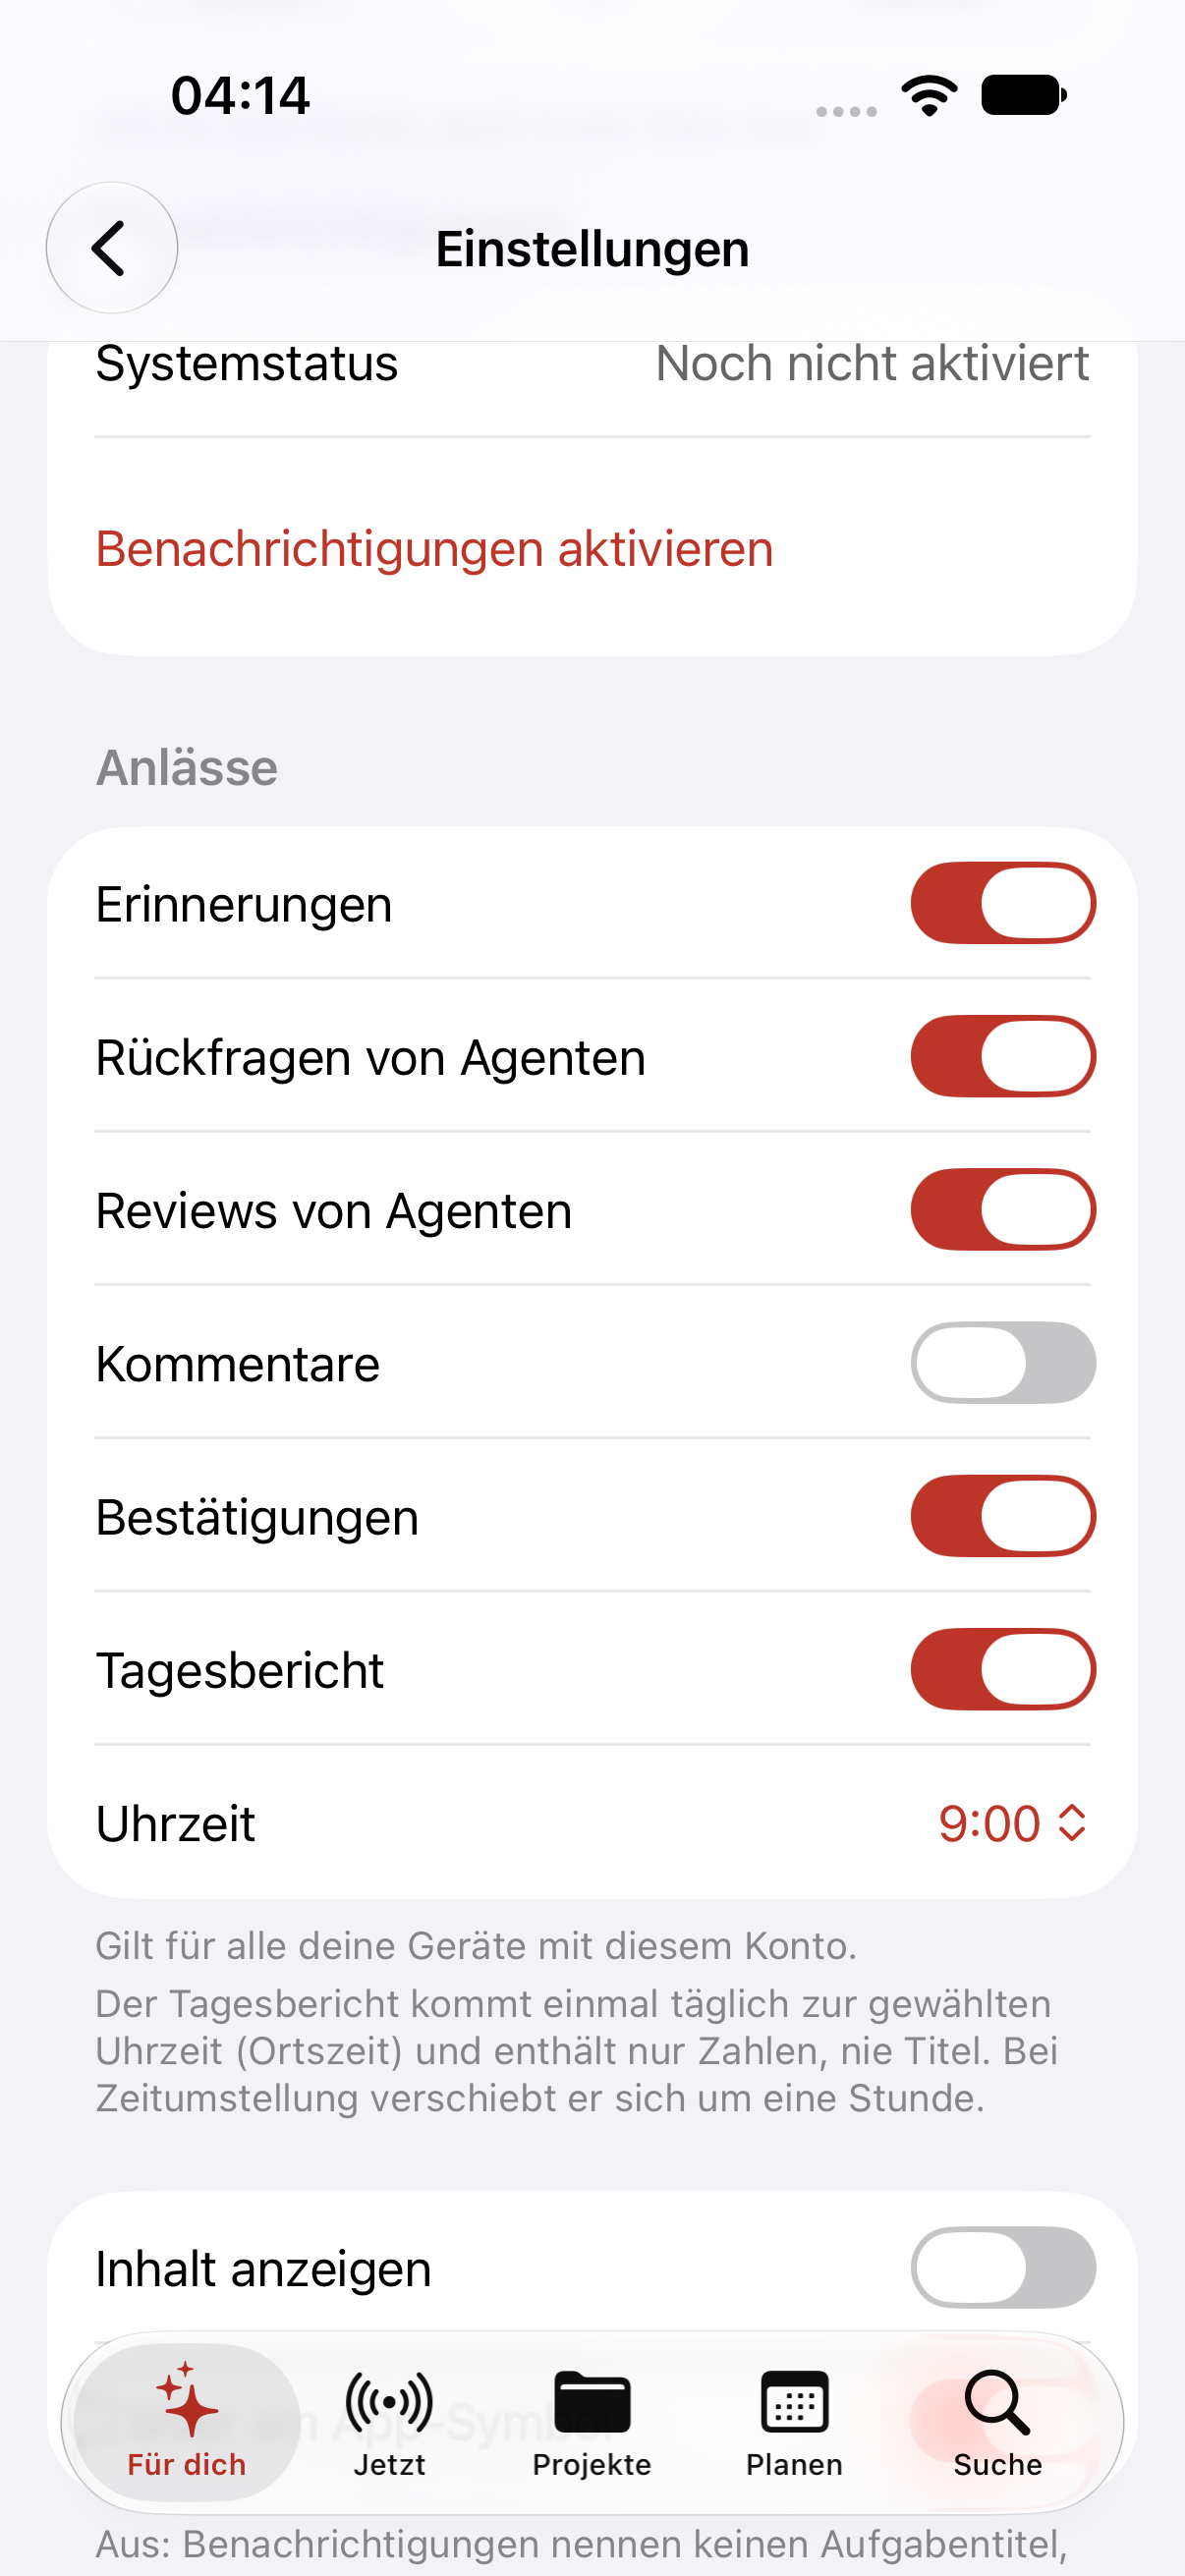 04:14
Einstellungen
Systemstatus Noch nicht aktiviert
Benachrichtigungen aktivieren
Anlässe
Erinnerungen
Rückfragen von Agenten
Reviews von Agenten
Kommentare
Bestätigungen
Tagesbericht
Uhrzeit 9:00
Gilt für alle deine Geräte mit diesem Konto.
Der Tagesbericht kommt einmal täglich zur gewählten
Uhrzeit (Ortszeit) und enthält nur Zahlen, nie Titel. Bei
Zeitumstellung verschiebt er sich um eine Stunde.
Inhalt anzeigen
App-Symbol
Für dich Jetzt Projekte Planen Suche
Aus: Benachrichtigungen nennen keinen Aufgabentitel,